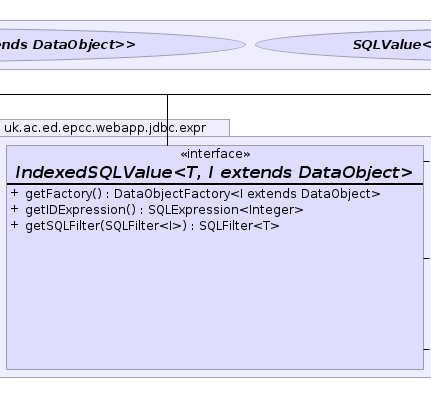 ends DataObject>>
SQLValue<
uk.ac.ed.epcc.webapp.jdbc.expr
«interface»
IndexedSQLValue<T, I extends DataObject>
+ getFactory() : DataObjectFactory<I extends DataObject>
+ getIDExpression() : SQLExpression<Integer>
+ getSQLFilter(SQLFilter<I>) : SQLFilter<T>